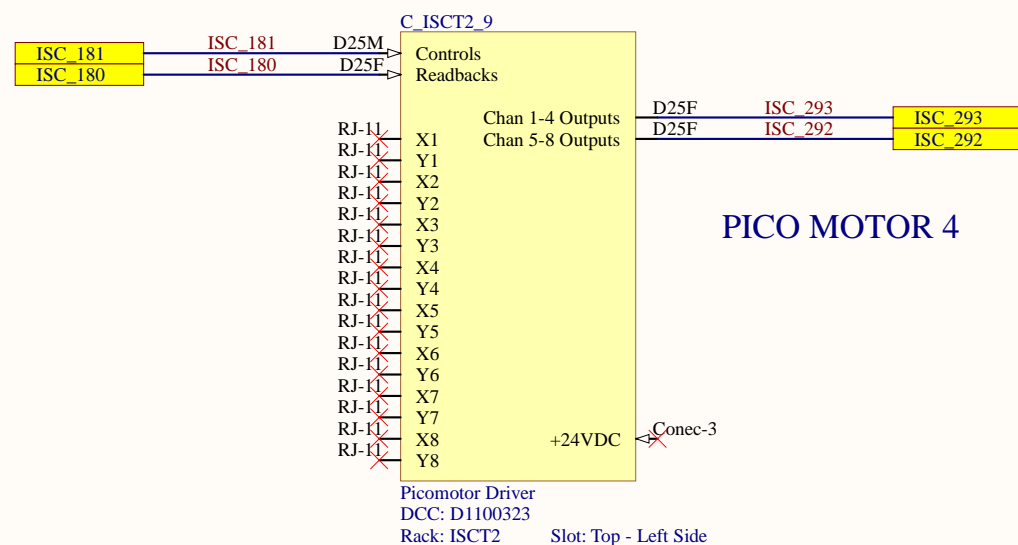 C_ISCT2_9
ISC_181 ISC_181 D25M Controls
ISC_180 ISC_180 D25F Readbacks
Chan 1-4 Outputs D25F ISC_293 ISC_293
Chan 5-8 Outputs D25F ISC_292 ISC_292
RJ-11 X1
RJ-11 Y1
RJ-11 X2
RJ-11 Y2
RJ-11 X3
RJ-11 Y3
RJ-11 X4
RJ-11 Y4
RJ-11 X5
RJ-11 Y5
RJ-11 X6
RJ-11 Y6
RJ-11 X7
RJ-11 Y7
RJ-11 X8
RJ-11 Y8
PICO MOTOR 4
+24VDC Conec-3
Picomotor Driver
DCC: D1100323
Rack: ISCT2 Slot: Top - Left Side